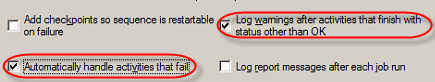 Add checkpoints so sequence is restartable
on failure
Log warnings after activities that finish with
status other than OK
Automatically handle activities that fail
Log report messages after each job run